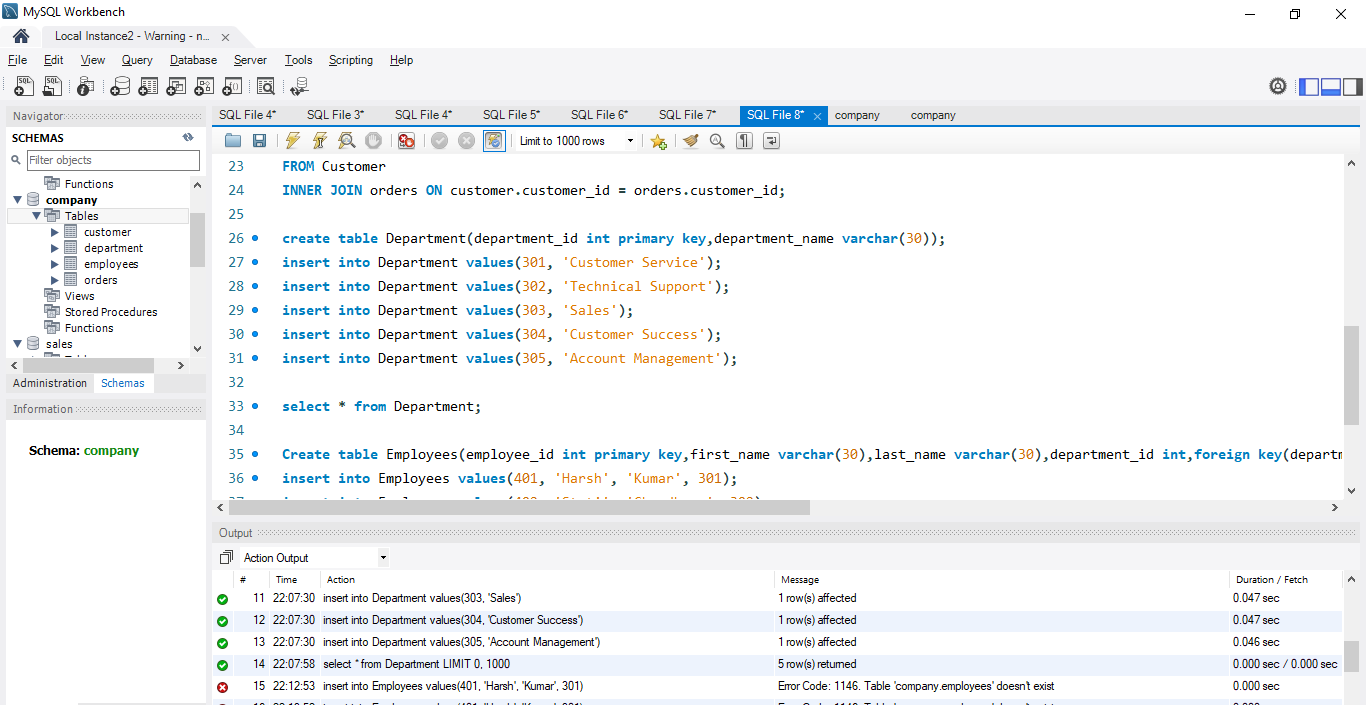 MySQL Workbench
Local Instance2 - Warning - n...
File Edit View Query Database Server Tools Scripting Help
Navigator
SCHEMAS
Filter objects
Functions
company
Tables
customer
department
employees
orders
Views
Stored Procedures
Functions
sales
Administration Schemas
Information
Schema: company
SQL File 4* SQL File 3* SQL File 4* SQL File 5* SQL File 6* SQL File 7* SQL File 8* company company
Limit to 1000 rows
23 FROM Customer
24 INNER JOIN orders ON customer.customer_id = orders.customer_id;
25
26 create table Department(department_id int primary key,department_name varchar(30));
27 insert into Department values(301, 'Customer Service');
28 insert into Department values(302, 'Technical Support');
29 insert into Department values(303, 'Sales');
30 insert into Department values(304, 'Customer Success');
31 insert into Department values(305, 'Account Management');
32
33 select * from Department;
34
35 Create table Employees(employee_id int primary key,first_name varchar(30),last_name varchar(30),department_id int,foreign key(departm
36 insert into Employees values(401, 'Harsh', 'Kumar', 301);
Output
Action Output
# Time Action Message Duration / Fetch
11 22:07:30 insert into Department values(303, 'Sales') 1 row(s) affected 0.047 sec
12 22:07:30 insert into Department values(304, 'Customer Success') 1 row(s) affected 0.047 sec
13 22:07:30 insert into Department values(305, 'Account Management') 1 row(s) affected 0.046 sec
14 22:07:58 select * from Department LIMIT 0, 1000 5 row(s) returned 0.000 sec / 0.000 sec
15 22:12:53 insert into Employees values(401, 'Harsh', 'Kumar', 301) Error Code: 1146. Table 'company.employees' doesn't exist 0.000 sec